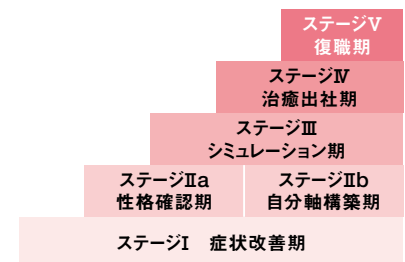 ステージⅤ
復職期
ステージⅣ
治癒出社期
ステージⅢ
シミュレーション期
ステージⅡa
性格確認期
ステージⅡb
自分軸構築期
ステージⅠ 症状改善期